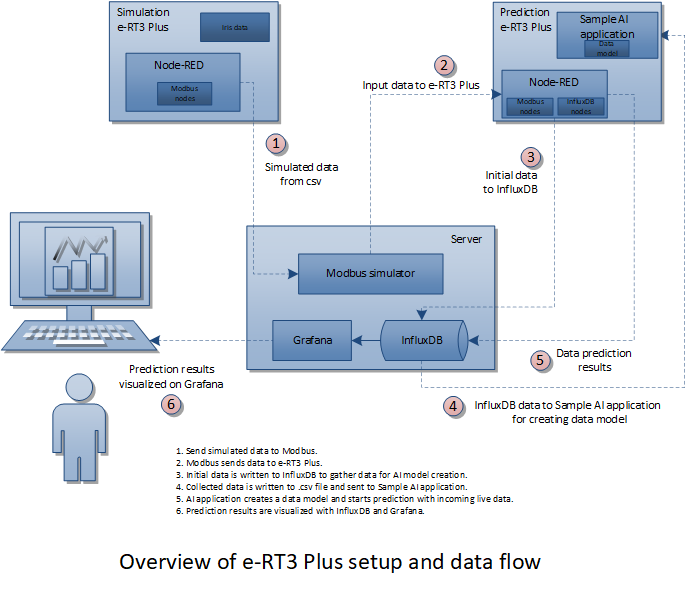 Simulation
e-RT3 Plus
Iris data
Node-RED
Modbus
nodes
Prediction
e-RT3 Plus
Sample AI
application
Data
model
Node-RED
Modbus
nodes
InfluxDB
nodes
2
Input data to e-RT3 Plus
1
Simulated data
from csv
3
Initial data
to InfluxDB
Server
Modbus simulator
Grafana
InfluxDB
Prediction results
visualized on Grafana
6
5
Data prediction
results
4
InfluxDB data to Sample AI application
for creating data model
1. Send simulated data to Modbus.
2. Modbus sends data to e-RT3 Plus.
3. Initial data is written to InfluxDB to gather data for AI model creation.
4. Collected data is written to .csv file and sent to Sample AI application.
5. AI application creates a data model and starts prediction with incoming live data.
6. Prediction results are visualized with InfluxDB and Grafana.
Overview of e-RT3 Plus setup and data flow